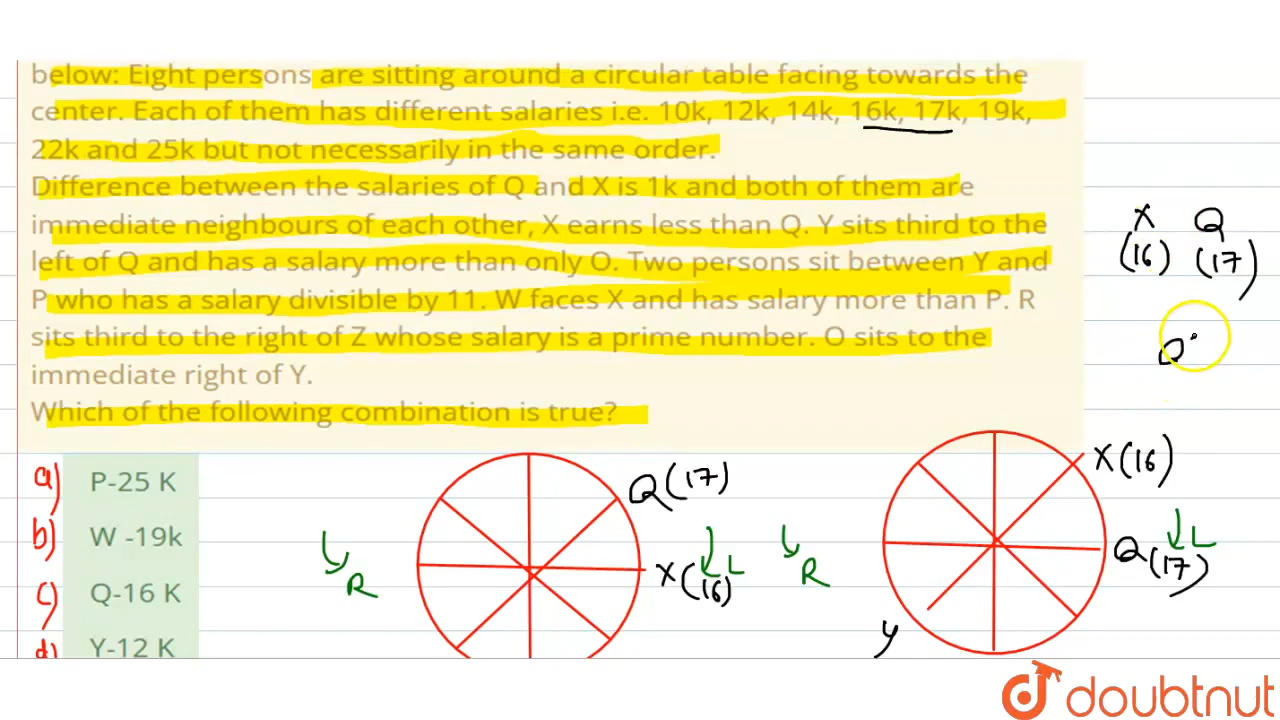 below: Eight persons are sitting around a circular table facing towards the
center. Each of them has different salaries i.e. 10k, 12k, 14k, 16k, 17k, 19k,
22k and 25k but not necessarily in the same order.
Difference between the salaries of Q and X is 1k and both of them are
immediate neighbours of each other, X earns less than Q. Y sits third to the
left of Q and has a salary more than only O. Two persons sit between Y and
P who has a salary divisible by 11. W faces X and has salary more than P. R
sits third to the right of Z whose salary is a prime number. O sits to the
immediate right of Y.
Which of the following combination is true?
X Q
(16) (17)
O
a) P-25 K
b) W -19k
c) Q-16 K
d) Y-12 K
Q(17)
X(16)
R
L
X(16)
Q(17)
R
L
Y
doubtnut